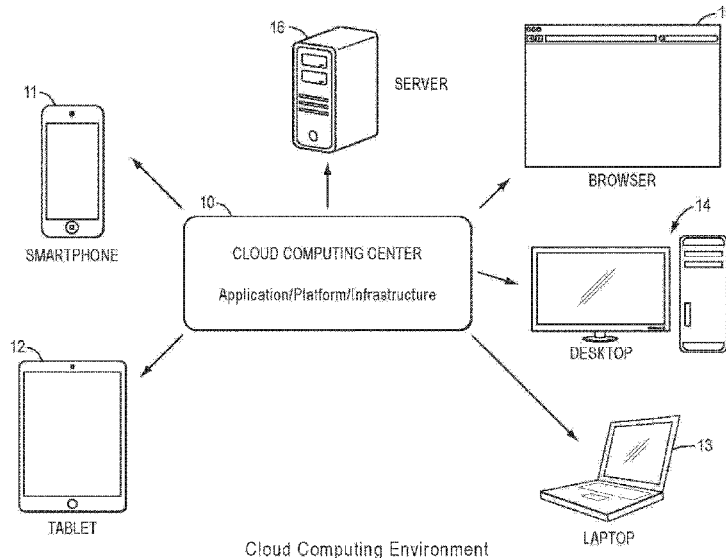 16
SERVER
1
BROWSER
11
SMARTPHONE
10
CLOUD COMPUTING CENTER
Application/Platform/Infrastructure
14
DESKTOP
12
TABLET
13
LAPTOP
Cloud Computing Environment